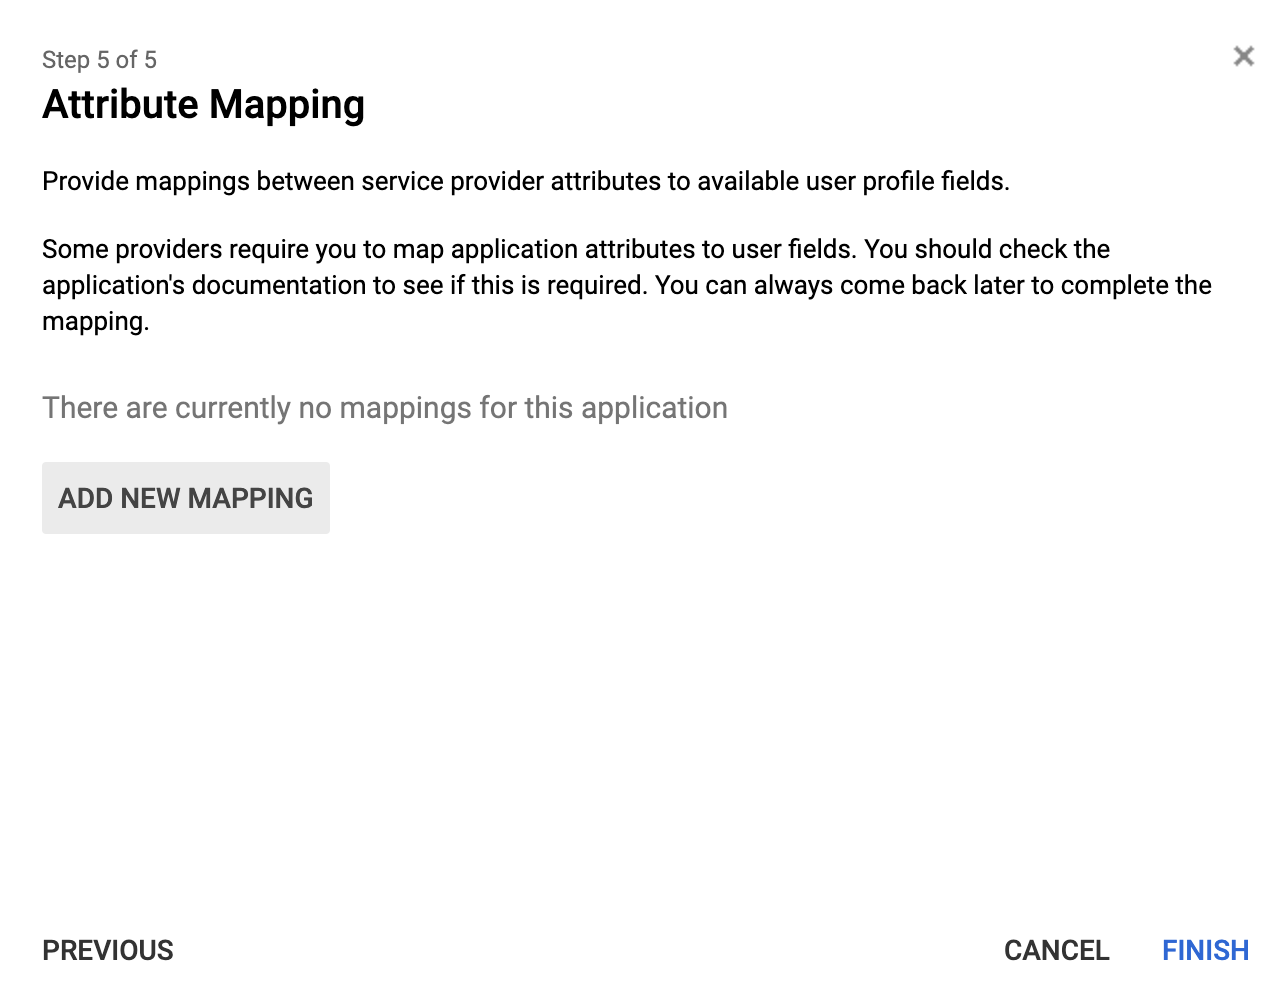 Step 5 of 5
Attribute Mapping
Provide mappings between service provider attributes to available user profile fields.
Some providers require you to map application attributes to user fields. You should check the
application's documentation to see if this is required. You can always come back later to complete the
mapping.
There are currently no mappings for this application
ADD NEW MAPPING
PREVIOUS
CANCEL
FINISH